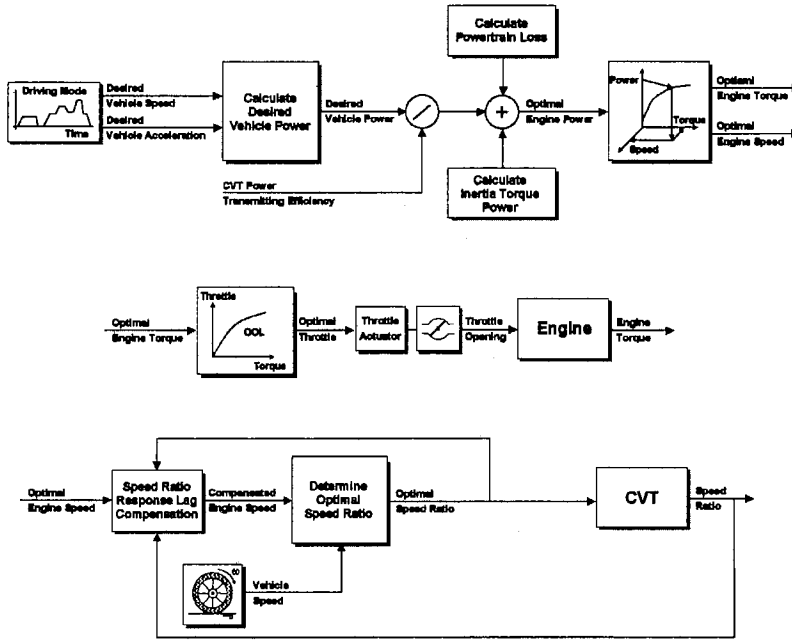 Calculate
Powertrain Loss
Driving Mode
Time
Desired
Vehicle Speed
Desired
Vehicle Acceleration
Calculate
Desired
Vehicle Power
Desired
Vehicle Power
CVT Power
Transmitting Efficiency
+
Optimal
Engine Power
Calculate
Inertia Torque
Power
Power
Torque
Speed
Optiaml
Engine Torque
Optimal
Engine Speed
Optimal
Engine Torque
Throttle
OOL
Torque
Optimal
Throttle
Throttle
Actuator
Throttle
Opening
Engine
Engine
Torque
Optimal
Engine Speed
Speed Ratio
Response Lag
Compensation
Compensated
Engine Speed
Determine
Optimal
Speed Ratio
Optimal
Speed Ratio
CVT
Speed
Ratio
Vehicle
Speed